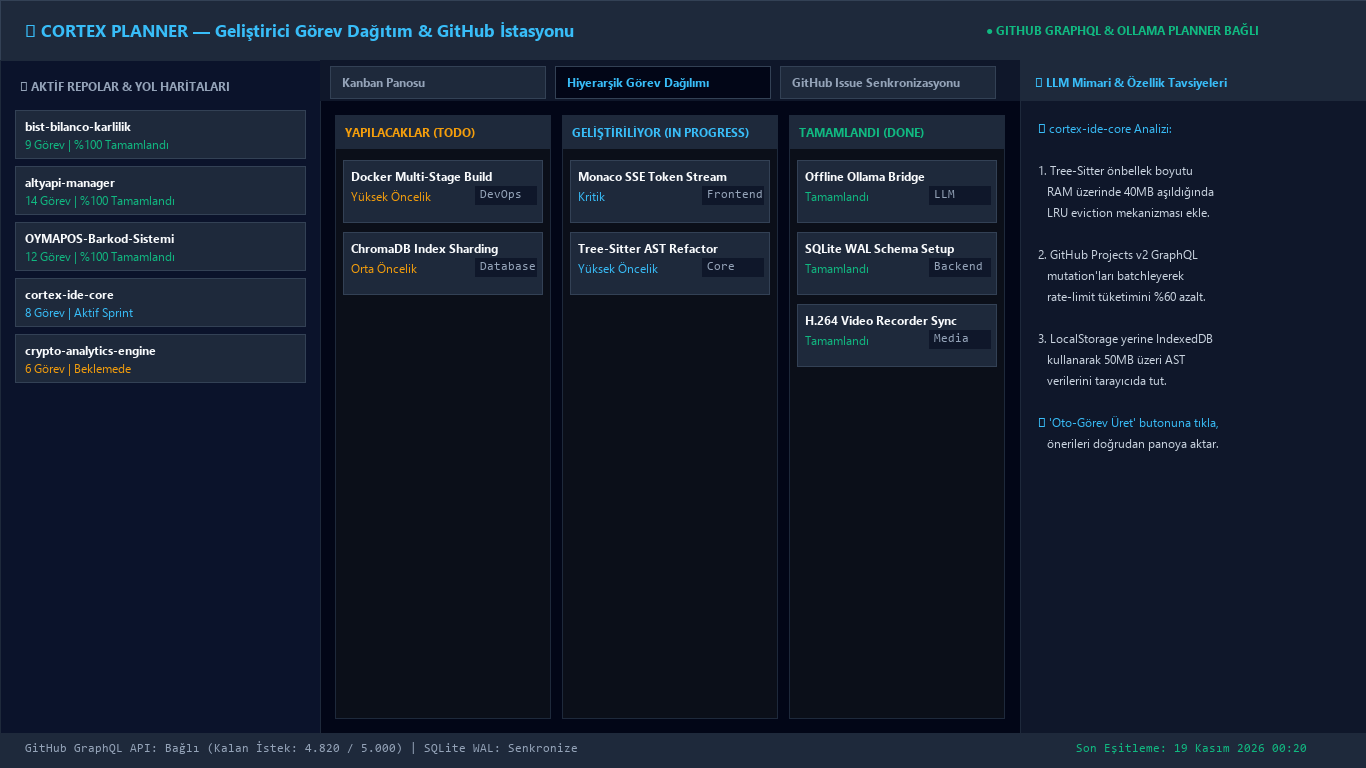 CORTEX PLANNER — Geliştirici Görev Dağıtım & GitHub İstasyonu
● GITHUB GRAPHQL & OLLAMA PLANNER BAĞLI
AKTİF REPOLAR & YOL HARİTALARI
bist-bilanco-karlilik
9 Görev | %100 Tamamlandı
altyapi-manager
14 Görev | %100 Tamamlandı
OYMAPOS-Barkod-Sistemi
12 Görev | %100 Tamamlandı
cortex-ide-core
8 Görev | Aktif Sprint
crypto-analytics-engine
6 Görev | Beklemede
Kanban Panosu
Hiyerarşik Görev Dağılımı
GitHub Issue Senkronizasyonu
YAPILACAKLAR (TODO)
Docker Multi-Stage Build
Yüksek Öncelik
DevOps
ChromaDB Index Sharding
Orta Öncelik
Database
GELİŞTİRİLİYOR (IN PROGRESS)
Monaco SSE Token Stream
Kritik
Frontend
Tree-Sitter AST Refactor
Yüksek Öncelik
Core
TAMAMLANDI (DONE)
Offline Ollama Bridge
Tamamlandı
LLM
SQLite WAL Schema Setup
Tamamlandı
Backend
H.264 Video Recorder Sync
Tamamlandı
Media
LLM Mimari & Özellik Tavsiyeleri
cortex-ide-core Analizi:
1. Tree-Sitter önbellek boyutu
RAM üzerinde 40MB aşıldığında
LRU eviction mekanizması ekle.
2. GitHub Projects v2 GraphQL
mutation'ları batchleyerek
rate-limit tüketimini %60 azalt.
3. LocalStorage yerine IndexedDB
kullanarak 50MB üzeri AST
verilerini tarayıcıda tut.
'Oto-Görev Üret' butonuna tıkla,
önerileri doğrudan panoya aktar.
GitHub GraphQL API: Bağlı (Kalan İstek: 4.820 / 5.000) | SQLite WAL: Senkronize
Son Eşitleme: 19 Kasım 2026 00:20